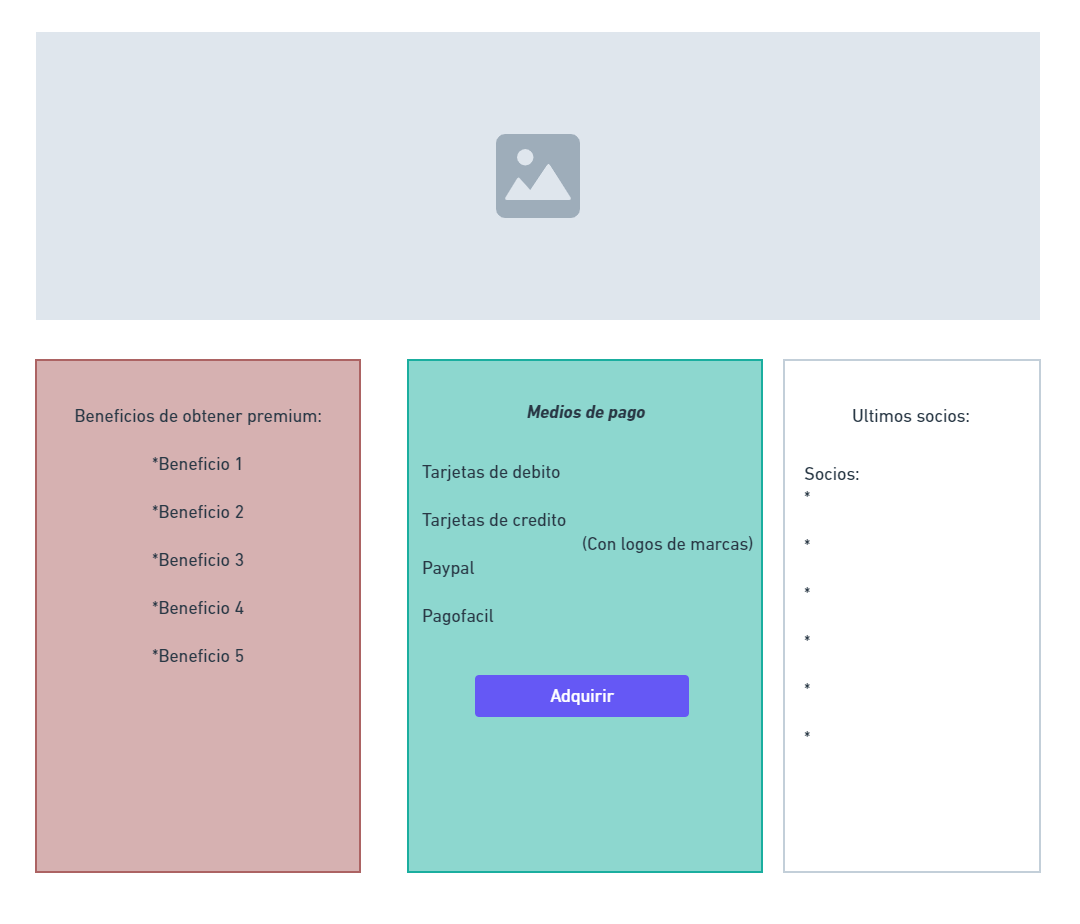 Beneficios de obtener premium:
*Beneficio 1
*Beneficio 2
*Beneficio 3
*Beneficio 4
*Beneficio 5
Medios de pago
Tarjetas de debito
Tarjetas de credito
(Con logos de marcas)
Paypal
Pagofacil
Adquirir
Ultimos socios:
Socios:
*
*
*
*
*
*